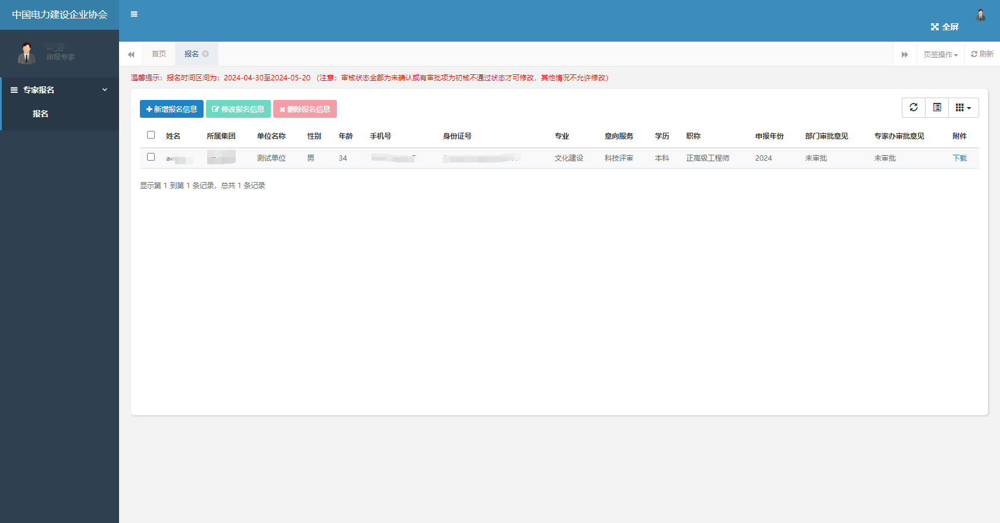 中国电力建设企业协会
全屏
申报专家
首页 报名
页签操作 刷新
专家报名
报名
温馨提示：报名时间区间为：2024-04-30至2024-05-20 （注意：审核状态全部为未确认或有审批项为初核不通过状态才可修改，其他情况不允许修改）
新增报名信息 修改报名信息 删除报名信息
姓名 所属集团 单位名称 性别 年龄 手机号 身份证号 专业 意向服务 学历 职称 申报年份 部门审批意见 专家办审批意见 附件
测试单位 男 34 文化建设 科技评审 本科 正高级工程师 2024 未审批 未审批 下载
显示第 1 到第 1 条记录，总共 1 条记录